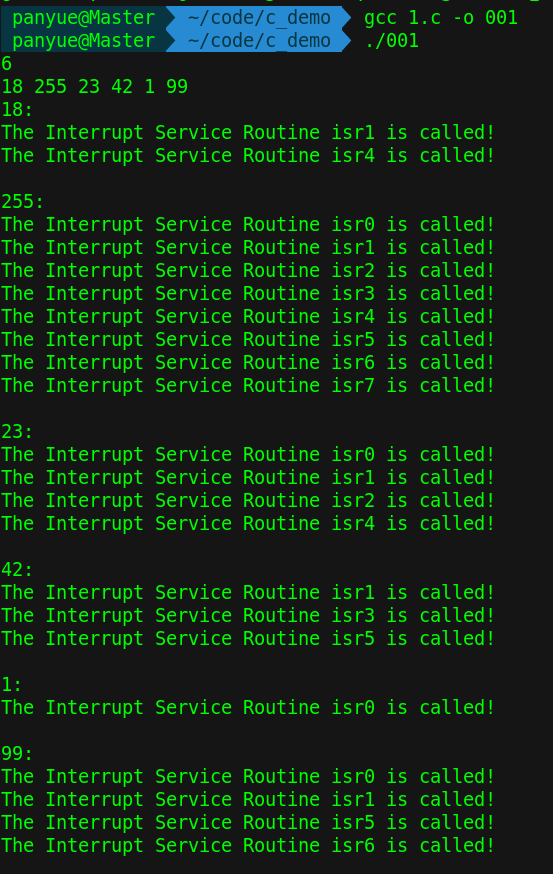 panyue@Master ~/code/c_demo gcc 1.c -o 001
panyue@Master ~/code/c_demo ./001
6
18 255 23 42 1 99
18:
The Interrupt Service Routine isr1 is called!
The Interrupt Service Routine isr4 is called!
255:
The Interrupt Service Routine isr0 is called!
The Interrupt Service Routine isr1 is called!
The Interrupt Service Routine isr2 is called!
The Interrupt Service Routine isr3 is called!
The Interrupt Service Routine isr4 is called!
The Interrupt Service Routine isr5 is called!
The Interrupt Service Routine isr6 is called!
The Interrupt Service Routine isr7 is called!
23:
The Interrupt Service Routine isr0 is called!
The Interrupt Service Routine isr1 is called!
The Interrupt Service Routine isr2 is called!
The Interrupt Service Routine isr4 is called!
42:
The Interrupt Service Routine isr1 is called!
The Interrupt Service Routine isr3 is called!
The Interrupt Service Routine isr5 is called!
1:
The Interrupt Service Routine isr0 is called!
99:
The Interrupt Service Routine isr0 is called!
The Interrupt Service Routine isr1 is called!
The Interrupt Service Routine isr5 is called!
The Interrupt Service Routine isr6 is called!